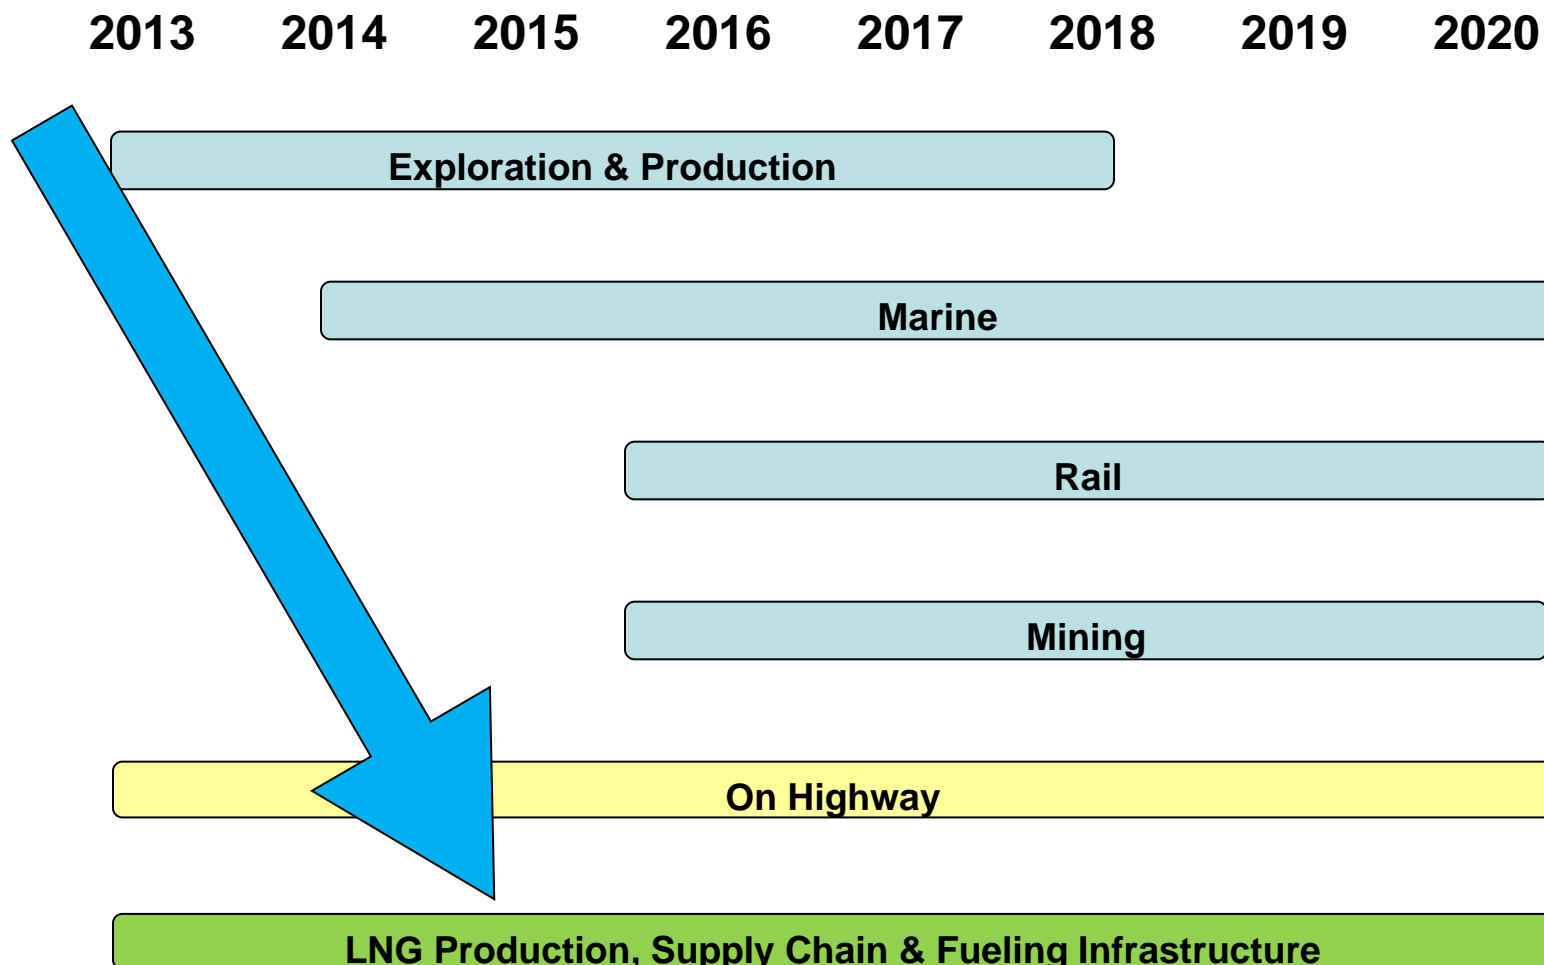 2013 2014 2015 2016 2017 2018 2019 2020
Exploration & Production
Marine
Rail
Mining
On Highway
LNG Production, Supply Chain & Fueling Infrastructure